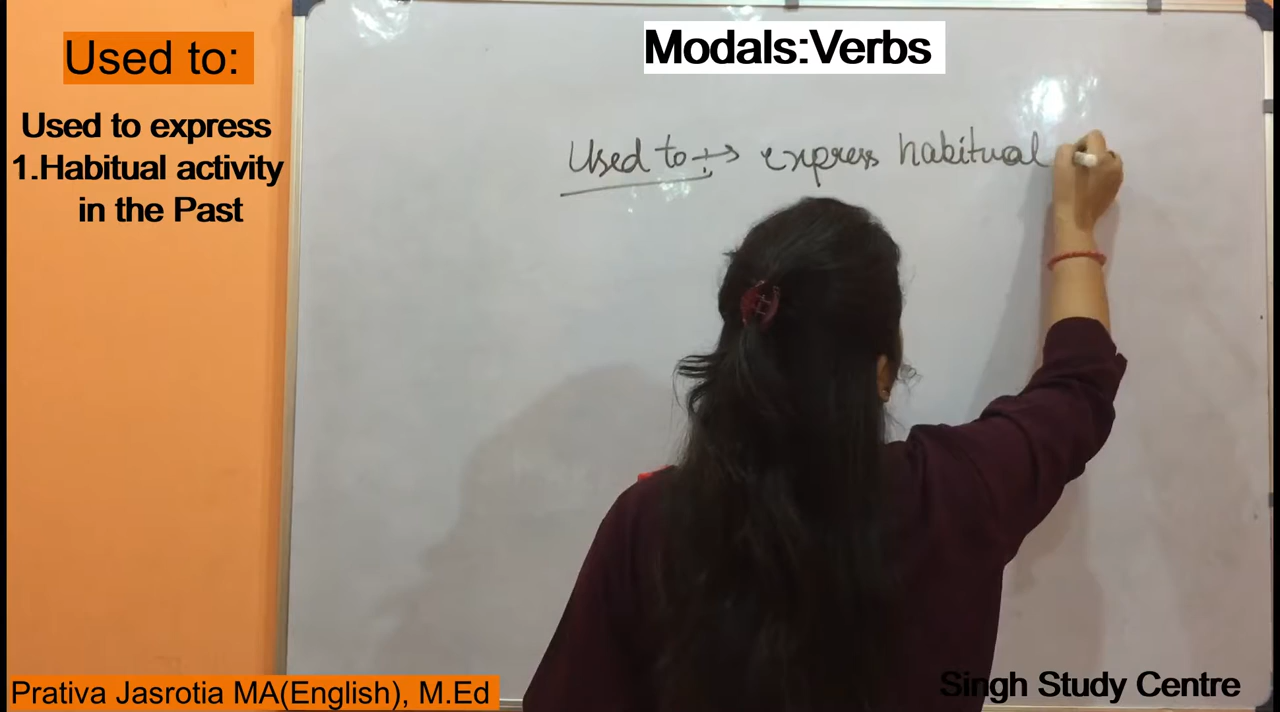 Used to:
Modals:Verbs
Used to express
1.Habitual activity
in the Past
Used to :→ express habitual
Prativa Jasrotia MA(English), M.Ed
Singh Study Centre